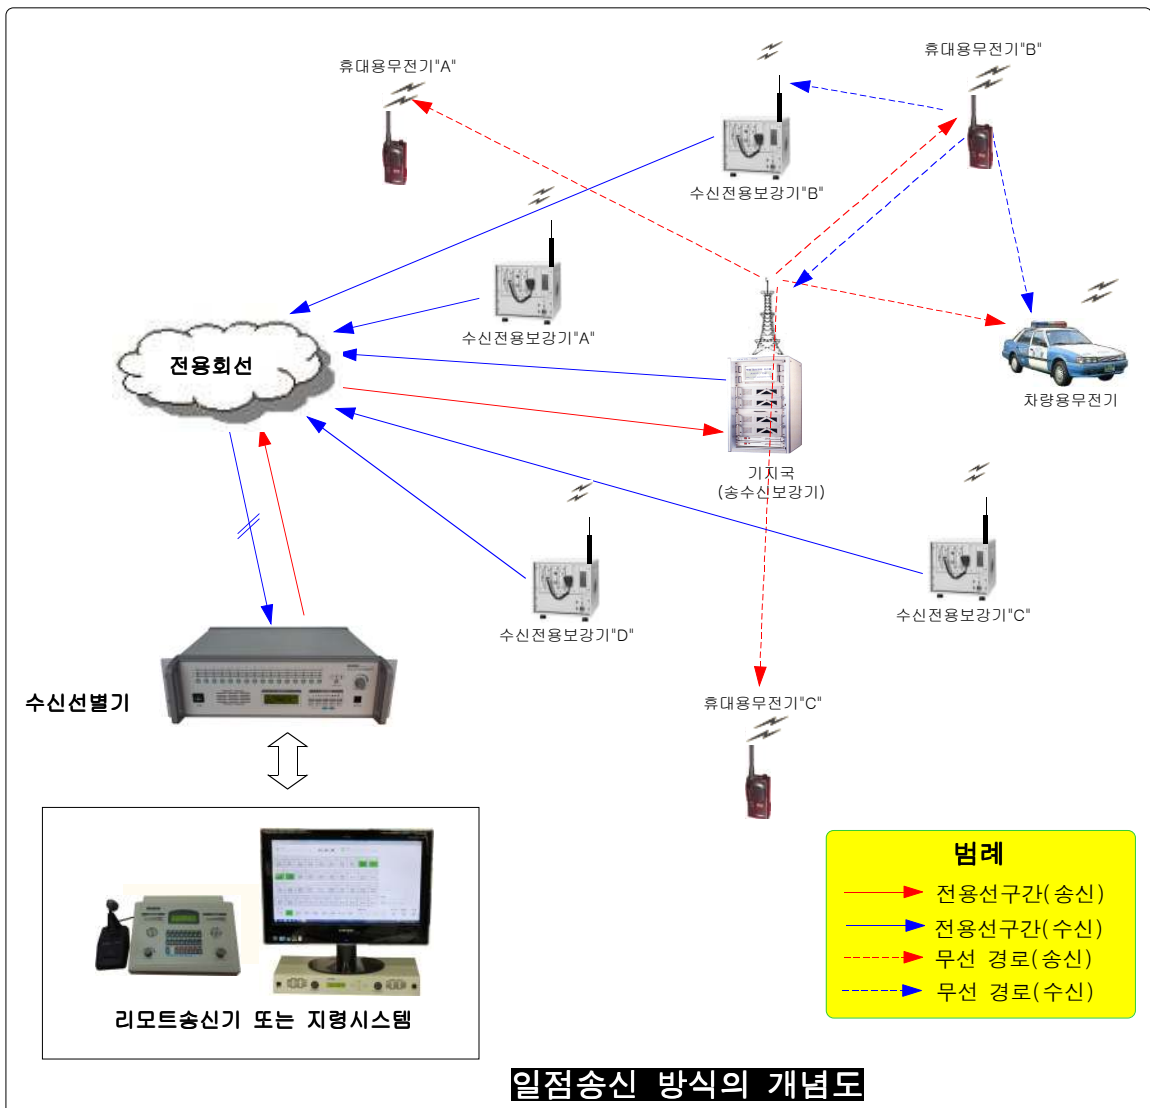 휴대용무전기"A"
휴대용무전기"B"
수신전용보강기"B"
수신전용보강기"A"
전용회선
차량용무전기
기지국
(송수신보강기)
수신전용보강기"D"
수신전용보강기"C"
수신선별기
휴대용무전기"C"
리모트송신기 또는 지령시스템
범례
전용선구간(송신)
전용선구간(수신)
무선 경로(송신)
무선 경로(수신)
일점송신 방식의 개념도